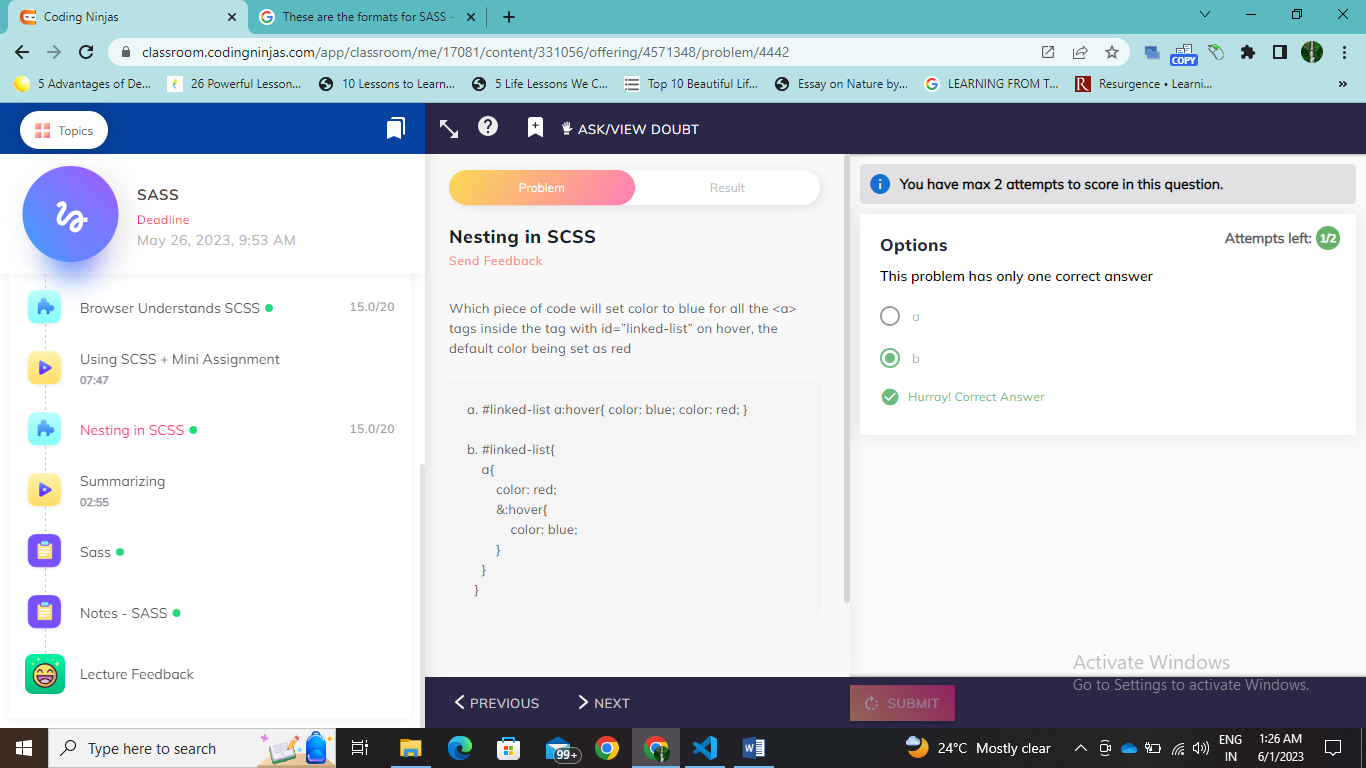 Coding Ninjas
These are the formats for SASS -
classroom.codingninjas.com/app/classroom/me/17081/content/331056/offering/4571348/problem/4442
COPY
5 Advantages of De...
26 Powerful Lesson...
10 Lessons to Learn...
5 Life Lessons We C...
Top 10 Beautiful Lif...
Essay on Nature by...
LEARNING FROM T...
Resurgence • Learni...
»
Topics
ASK/VIEW DOUBT
SASS
Deadline
May 26, 2023, 9:53 AM
Browser Understands SCSS
15.0/20
Using SCSS + Mini Assignment
07:47
Nesting in SCSS
15.0/20
Summarizing
02:55
Sass
Notes - SASS
Lecture Feedback
Problem
Result
Nesting in SCSS
Send Feedback
Which piece of code will set color to blue for all the <a>
tags inside the tag with id=”linked-list” on hover, the
default color being set as red
a. #linked-list a:hover{ color: blue; color: red; }
b. #linked-list{
a{
color: red;
&:hover{
color: blue;
}
}
}
PREVIOUS
NEXT
You have max 2 attempts to score in this question.
Options
Attempts left: 1/2
This problem has only one correct answer
a
b
Hurray! Correct Answer
Activate Windows
Go to Settings to activate Windows.
SUBMIT
Type here to search
99+
24°C Mostly clear
ENG
IN
1:26 AM
6/1/2023